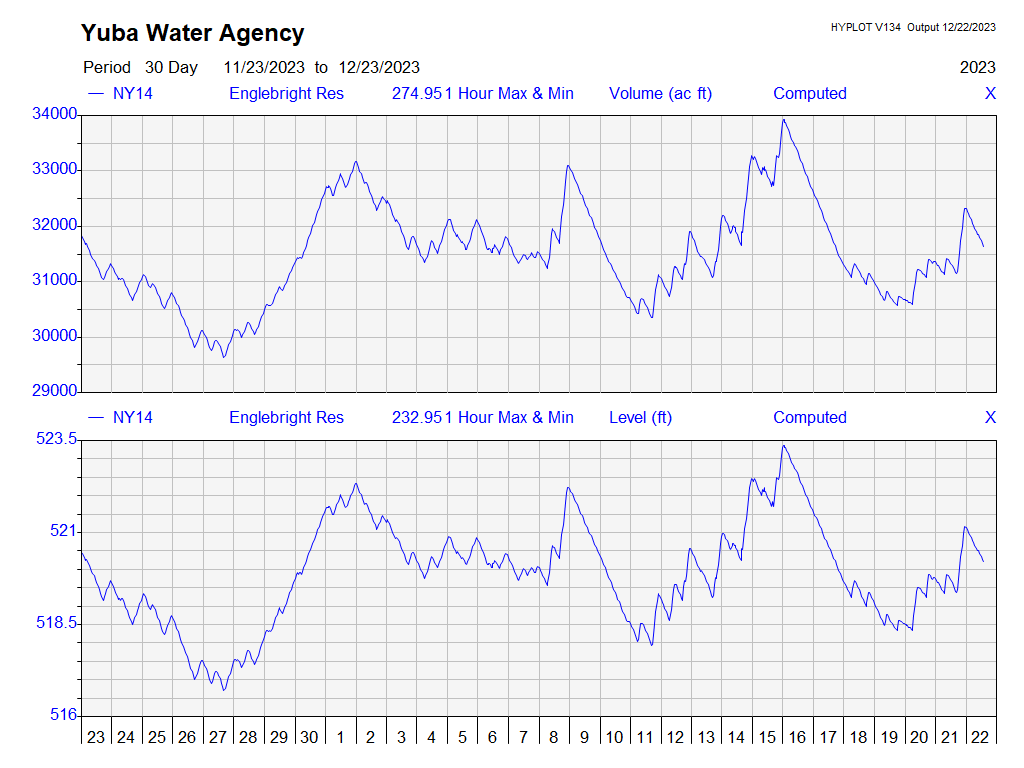 Yuba Water Agency
HYPLOT V134 Output 12/22/2023
Period 30 Day 11/23/2023 to 12/23/2023 2023
NY14 Englebright Res 274.951 Hour Max & Min Volume (ac ft) Computed X
34000
33000
32000
31000
30000
29000
NY14 Englebright Res 232.951 Hour Max & Min Level (ft) Computed X
523.5
521
518.5
516
23 24 25 26 27 28 29 30 1 2 3 4 5 6 7 8 9 10 11 12 13 14 15 16 17 18 19 20 21 22